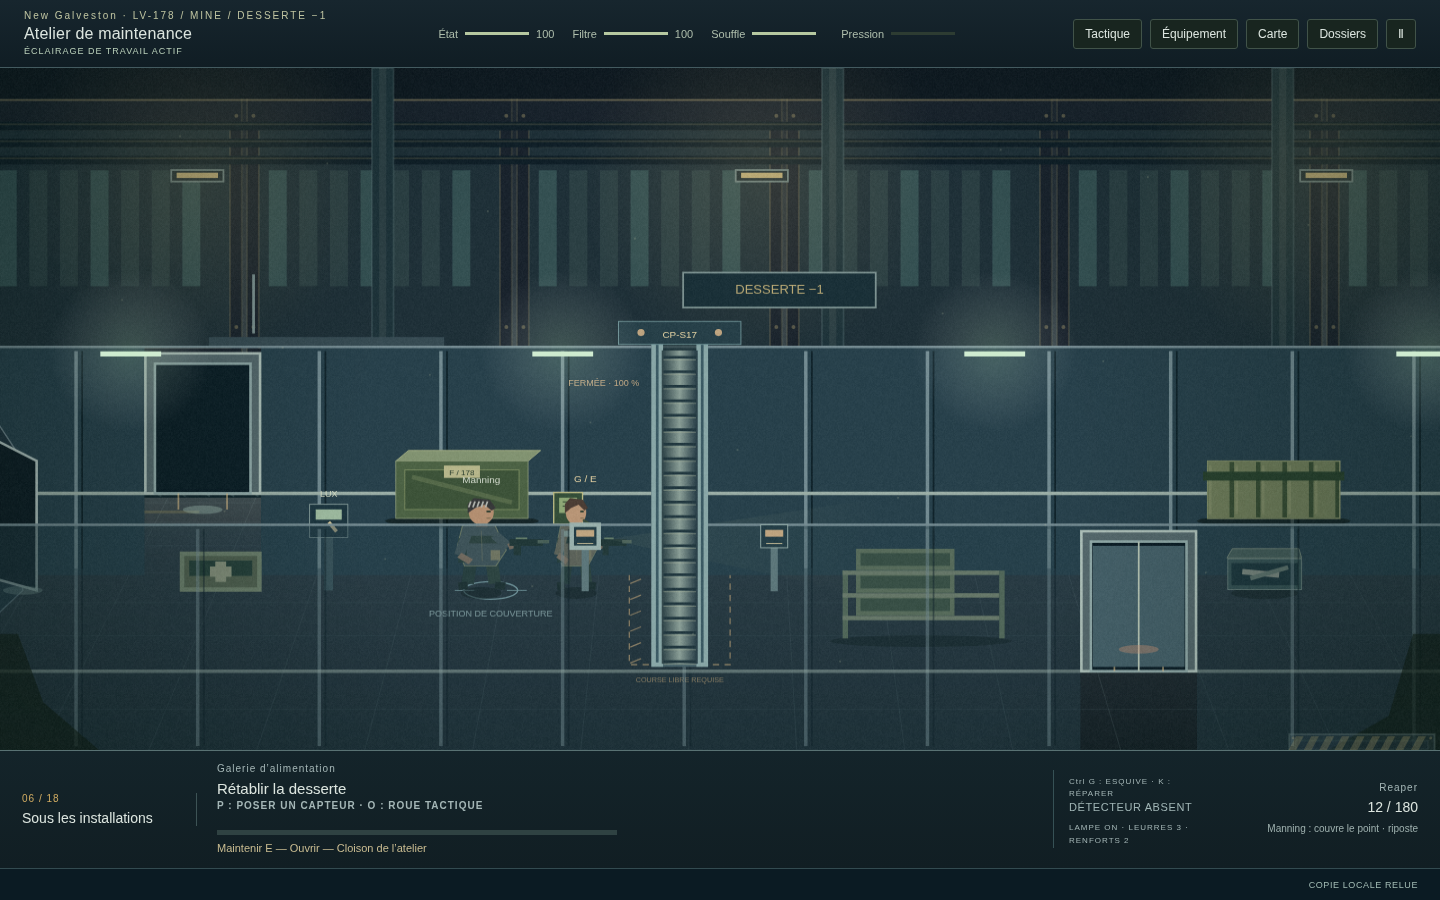 New Galveston · LV-178 / MINE / DESSERTE −1
Atelier de maintenance
ÉCLAIRAGE DE TRAVAIL ACTIF
État 100 Filtre 100 Souffle Pression
Tactique Équipement Carte Dossiers II
DESSERTE −1
CP-S17
FERMÉE · 100 %
F / 178
Manning
G / E
LUX
POSITION DE COUVERTURE
COURSE LIBRE REQUISE
06 / 18
Sous les installations
Galerie d’alimentation
Rétablir la desserte
P : POSER UN CAPTEUR · O : ROUE TACTIQUE
Maintenir E — Ouvrir — Cloison de l’atelier
Ctrl G : ESQUIVE · K :
RÉPARER
DÉTECTEUR ABSENT
LAMPE ON · LEURRES 3 ·
RENFORTS 2
Reaper
12 / 180
Manning : couvre le point · riposte
COPIE LOCALE RELUE